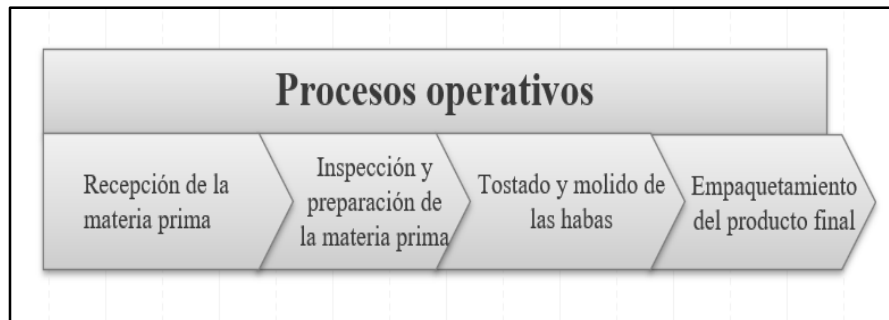 Procesos operativos
Recepción de la
materia prima
Inspección y
preparación de
la materia prima
Tostado y molido de
las habas
Empaquetamiento
del producto final